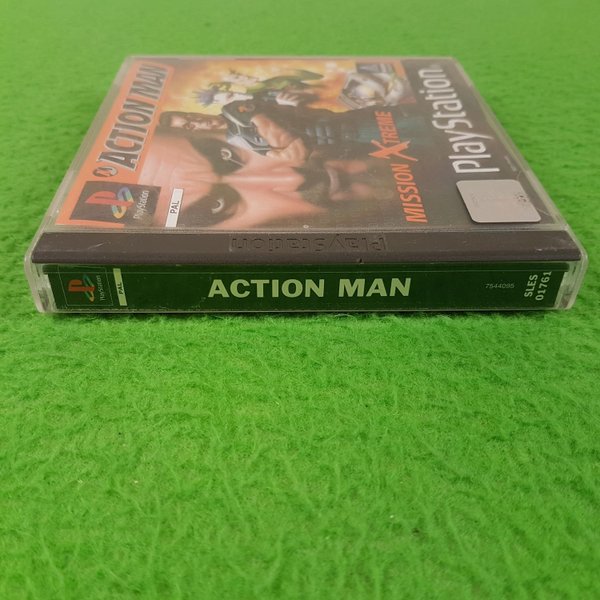 ACTION MAN
PlayStation
PAL
MISSION XTREME
PlayStation
PlayStation
PlayStation
PAL
ACTION MAN
7544095
SLES
01761